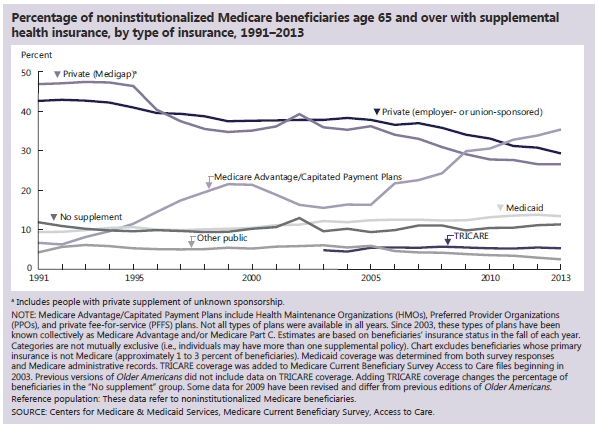 Percentage of noninstitutionalized Medicare beneficiaries age 65 and over with supplemental
health insurance, by type of insurance, 1991–2013
Percent
50
Private (Medigap)ª
40
Private (employer- or union-sponsored)
30
Medicare Advantage/Capitated Payment Plans
20
Medicaid
No supplement
TRICARE
10
Other public
0
1991 1995 2000 2005 2013
ª Includes people with private supplement of unknown sponsorship.
NOTE: Medicare Advantage/Capitated Payment Plans include Health Maintenance Organizations (HMOs), Preferred Provider Organizations
(PPOs), and private fee-for-service (PFFS) plans. Not all types of plans were available in all years. Since 2003, these types of plans have been
known collectively as Medicare Advantage and/or Medicare Part C. Estimates are based on beneficiaries' insurance status in the fall of each year.
Categories are not mutually exclusive (i.e., individuals may have more than one supplemental policy). Chart excludes beneficiaries whose primary
insurance is not Medicare (approximately 1 to 3 percent of beneficiaries). Medicaid coverage was determined from both survey responses
and Medicare administrative records. TRICARE coverage was added to Medicare Current Beneficiary Survey Access to Care files beginning in
2003. Previous versions of Older Americans did not include data on TRICARE coverage. Adding TRICARE coverage changes the percentage of
beneficiaries in the "No supplement" group. Some data for 2009 have been revised and differ from previous editions of Older Americans.
Reference population: These data refer to noninstitutionalized Medicare beneficiaries.
SOURCE: Centers for Medicare & Medicaid Services, Medicare Current Beneficiary Survey, Access to Care.